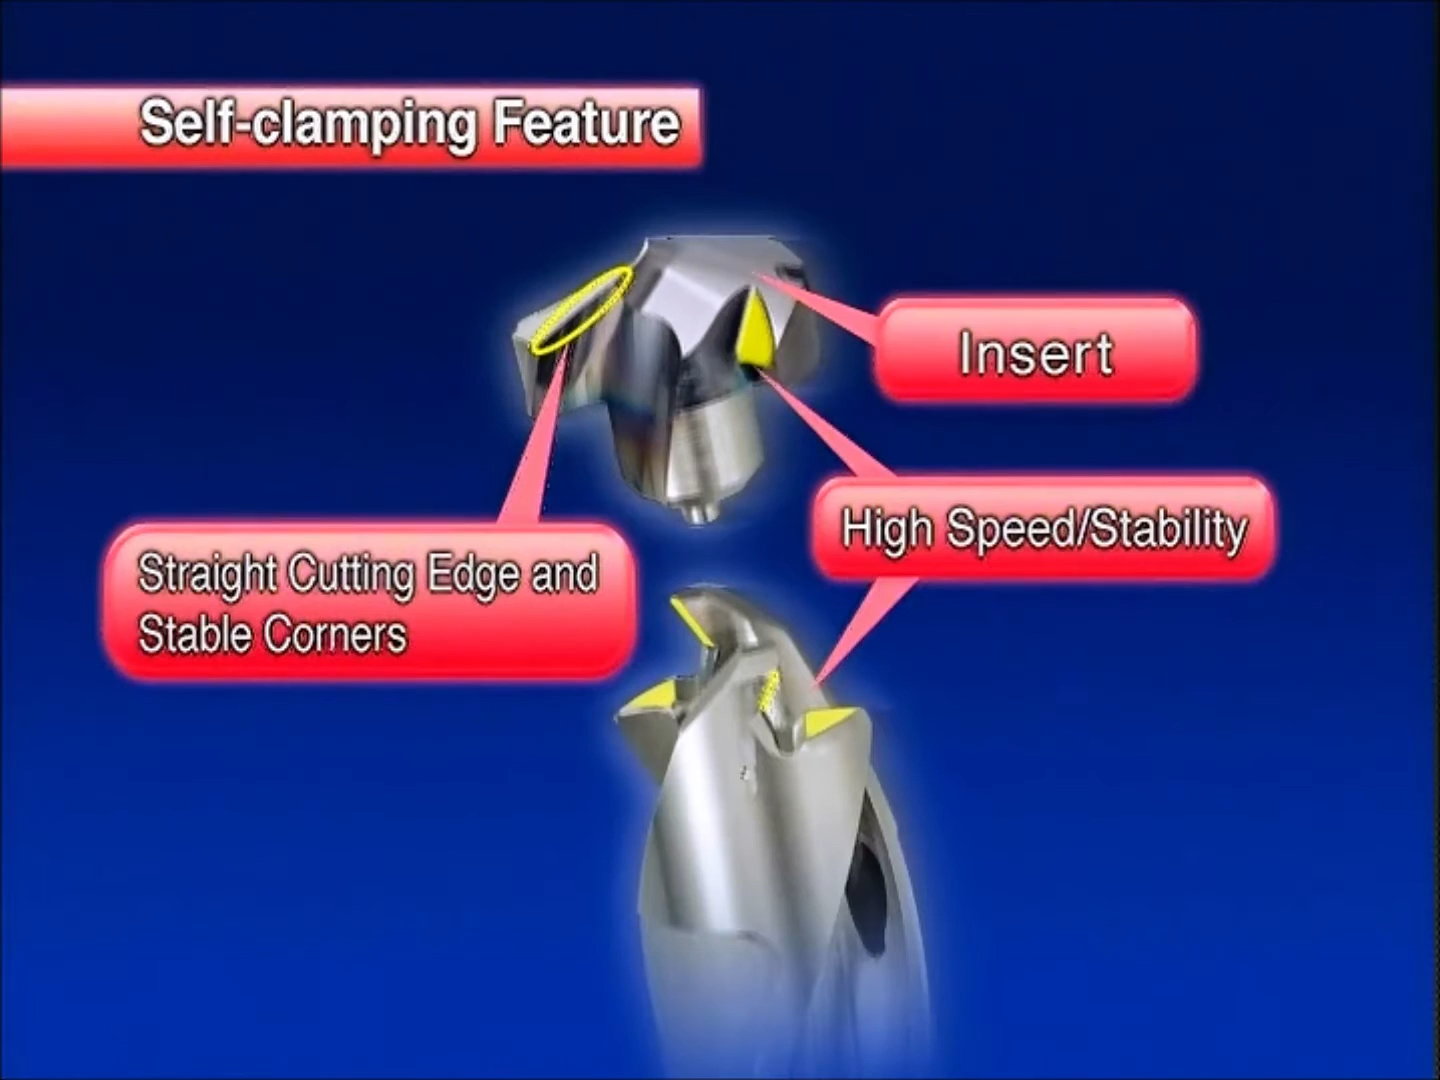 Self-clamping Feature
Insert
High Speed/Stability
Straight Cutting Edge and
Stable Corners